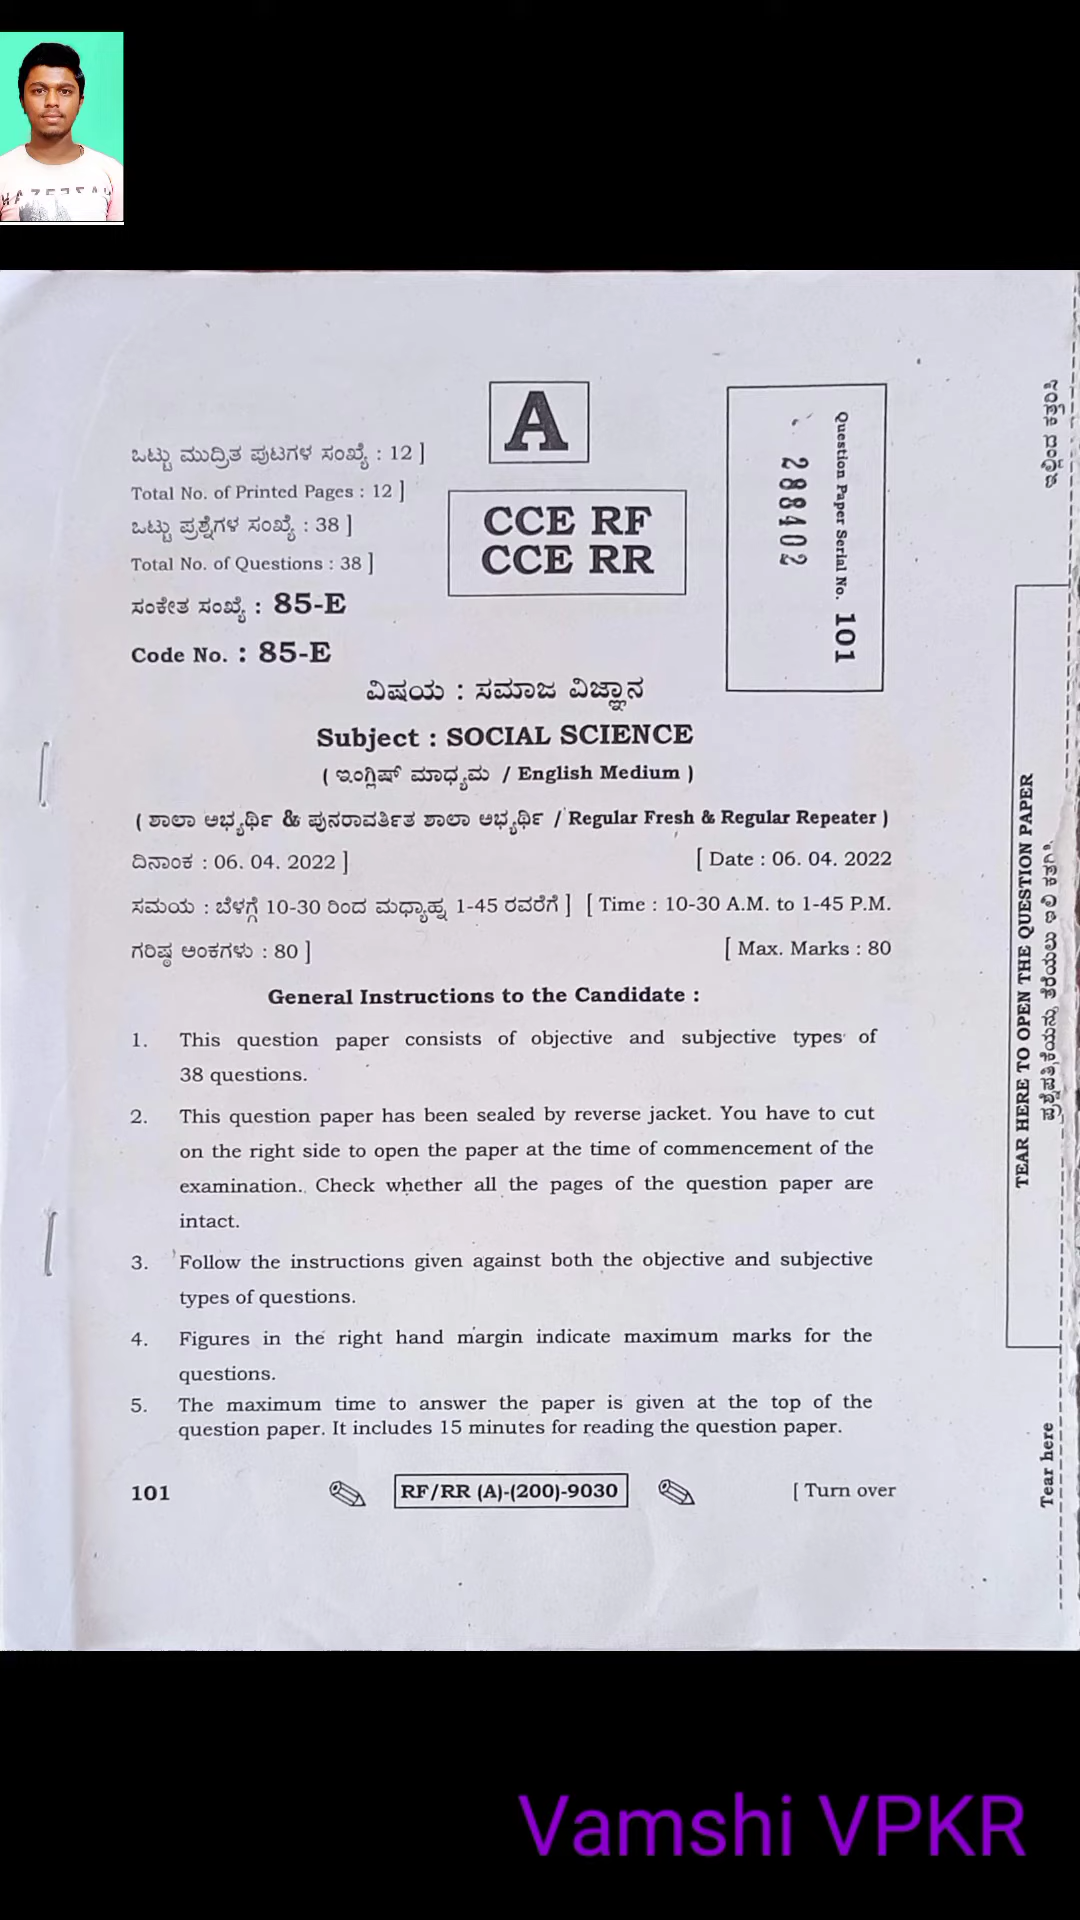 A
ಒಟ್ಟು ಮುದ್ರಿತ ಪುಟಗಳ ಸಂಖ್ಯೆ : 12 ]
Total No. of Printed Pages : 12 ]
ಒಟ್ಟು ಪ್ರಶ್ನೆಗಳ ಸಂಖ್ಯೆ : 38 ]
Total No. of Questions : 38 ]
ಸಂಕೇತ ಸಂಖ್ಯೆ : 85-E
Code No. : 85-E
CCE RF
CCE RR
Question Paper Serial No. 101
288402
ವಿಷಯ : ಸಮಾಜ ವಿಜ್ಞಾನ
Subject : SOCIAL SCIENCE
( ಇಂಗ್ಲಿಷ್ ಮಾಧ್ಯಮ / English Medium )
( ಶಾಲಾ ಅಭ್ಯರ್ಥಿ & ಪುನರಾವರ್ತಿತ ಶಾಲಾ ಅಭ್ಯರ್ಥಿ / Regular Fresh & Regular Repeater )
ದಿನಾಂಕ : 06. 04. 2022 ] [ Date : 06. 04. 2022
ಸಮಯ : ಬೆಳಗ್ಗೆ 10-30 ರಿಂದ ಮಧ್ಯಾಹ್ನ 1-45 ರವರೆಗೆ ] [ Time : 10-30 A.M. to 1-45 P.M.
ಗರಿಷ್ಠ ಅಂಕಗಳು : 80 ] [ Max. Marks : 80
General Instructions to the Candidate :
1. This question paper consists of objective and subjective types of
38 questions.
2. This question paper has been sealed by reverse jacket. You have to cut
on the right side to open the paper at the time of commencement of the
examination. Check whether all the pages of the question paper are
intact.
3. Follow the instructions given against both the objective and subjective
types of questions.
4. Figures in the right hand margin indicate maximum marks for the
questions.
5. The maximum time to answer the paper is given at the top of the
question paper. It includes 15 minutes for reading the question paper.
101 RF/RR (A)-(200)-9030 [ Turn over
ಇಲ್ಲಿಂದ ಕತ್ತರಿಸಿ
TEAR HERE TO OPEN THE QUESTION PAPER
ಪ್ರಶ್ನೆಪತ್ರಿಕೆಯನ್ನು ತೆರೆಯಲು ಇಲ್ಲಿ ಕತ್ತರಿಸಿ
Tear here
Vamshi VPKR